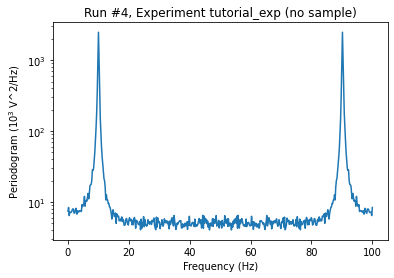 Run #4, Experiment tutorial_exp (no sample)
Periodogram (10³ V^2/Hz)
10³
10²
10¹
0 20 40 60 80 100
Frequency (Hz)